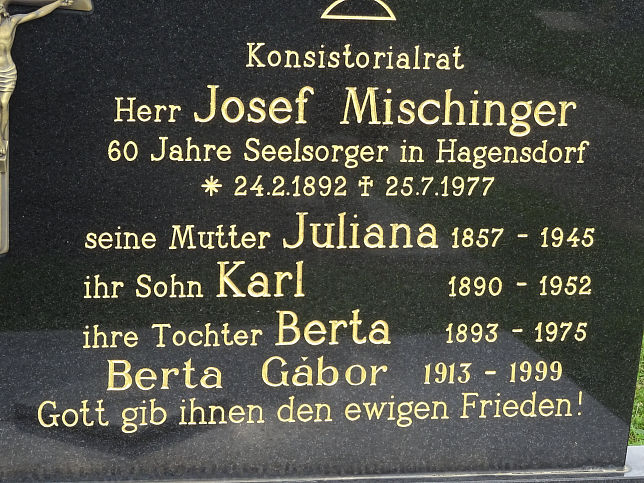 Konsistorialrat
Herr Josef Mischinger
60 Jahre Seelsorger in Hagensdorf
* 24.2.1892 ✝ 25.7.1977
seine Mutter Juliana 1857 - 1945
ihr Sohn Karl 1890 - 1952
ihre Tochter Berta 1893 - 1975
Berta Gábor 1913 - 1999
Gott gib ihnen den ewigen Frieden!